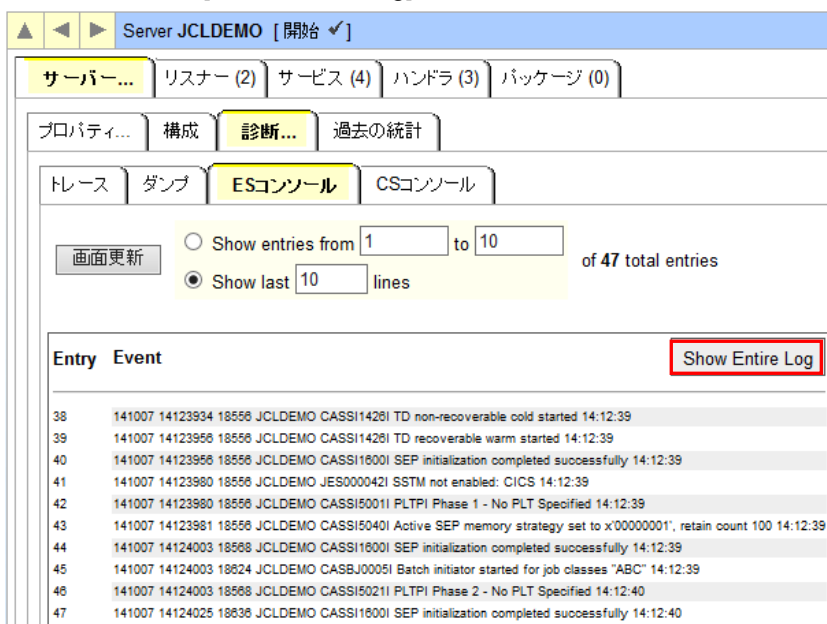 Server JCLDEMO [ 開始 ✔ ]
サーバー... リスナー (2) サービス (4) ハンドラ (3) パッケージ (0)
プロパティ... 構成 診断... 過去の統計
トレース ダンプ ESコンソール CSコンソール
画面更新 Show entries from 1 to 10 of 47 total entries
Show last 10 lines
Entry Event Show Entire Log
38 141007 14123934 18556 JCLDEMO CASSI1426I TD non-recoverable cold started 14:12:39
39 141007 14123956 18556 JCLDEMO CASSI1426I TD recoverable warm started 14:12:39
40 141007 14123956 18556 JCLDEMO CASSI1600I SEP initialization completed successfully 14:12:39
41 141007 14123980 18556 JCLDEMO JES000042I SSTM not enabled: CICS 14:12:39
42 141007 14123980 18556 JCLDEMO CASSI5001I PLTPI Phase 1 - No PLT Specified 14:12:39
43 141007 14123981 18556 JCLDEMO CASSI5040I Active SEP memory strategy set to x'00000001', retain count 100 14:12:39
44 141007 14124003 18568 JCLDEMO CASSI1600I SEP initialization completed successfully 14:12:39
45 141007 14124003 18624 JCLDEMO CASBJ0005I Batch initiator started for job classes "ABC" 14:12:39
46 141007 14124003 18568 JCLDEMO CASSI5021I PLTPI Phase 2 - No PLT Specified 14:12:40
47 141007 14124025 18636 JCLDEMO CASSI1600I SEP initialization completed successfully 14:12:40